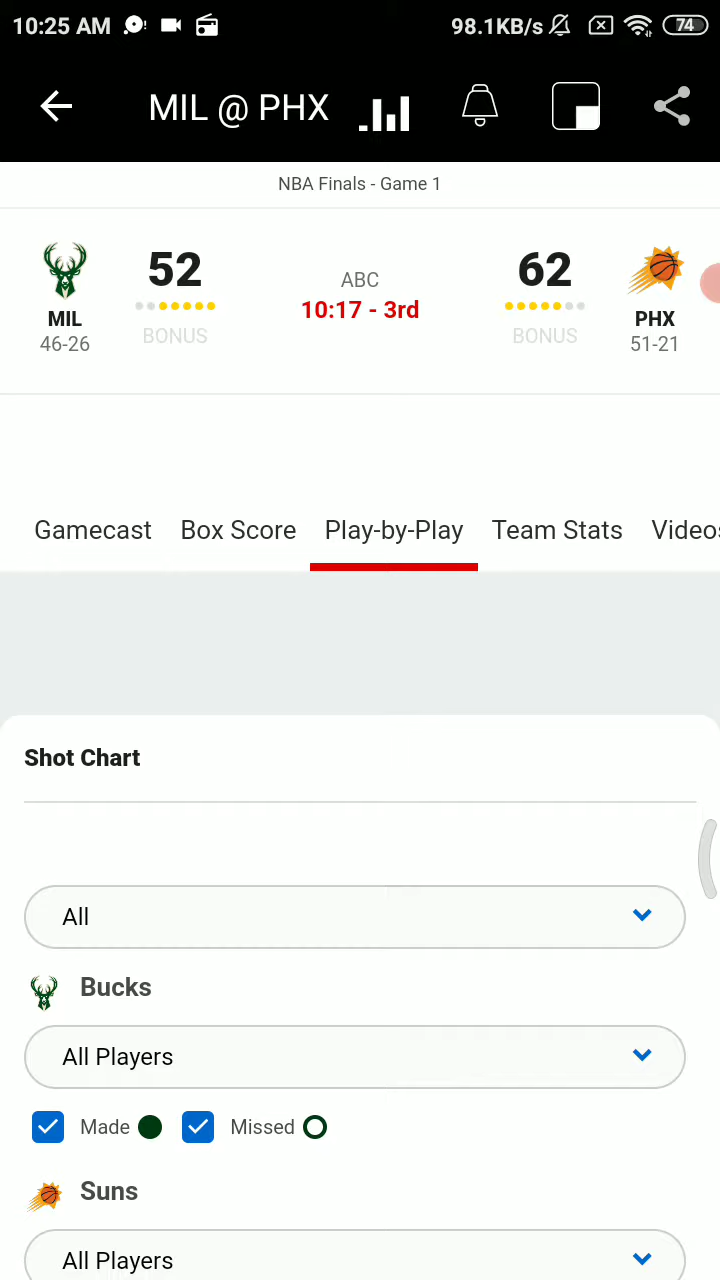 10:25 AM 98.1KB/s 74
MIL @ PHX
NBA Finals - Game 1
52 62
ABC
10:17 - 3rd
MIL PHX
BONUS BONUS
46-26 51-21
Gamecast Box Score Play-by-Play Team Stats Videos
Shot Chart
All
Bucks
All Players
Made Missed
Suns
All Players